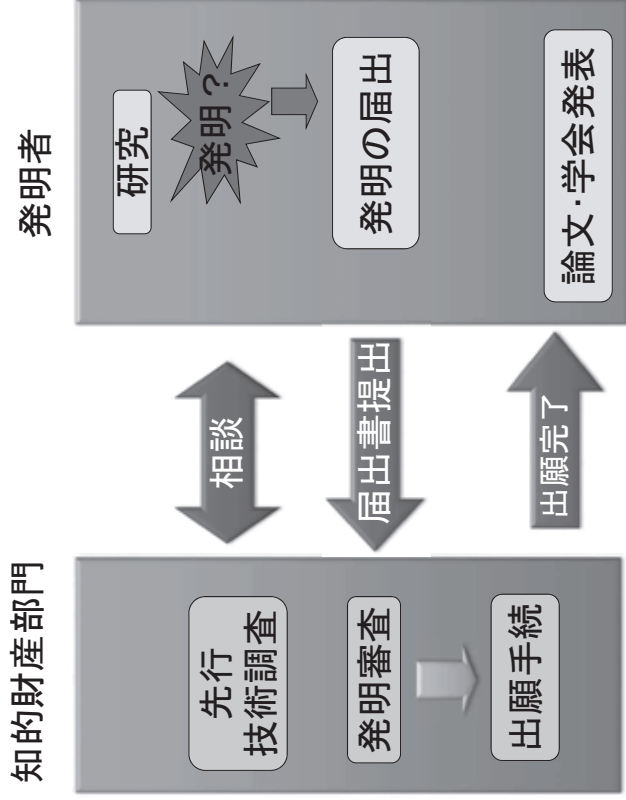 発明者
研究
発明？
発明の届出
論文・学会発表
相談
届出書提出
出願完了
知的財産部門
先行
技術調査
発明審査
出願手続